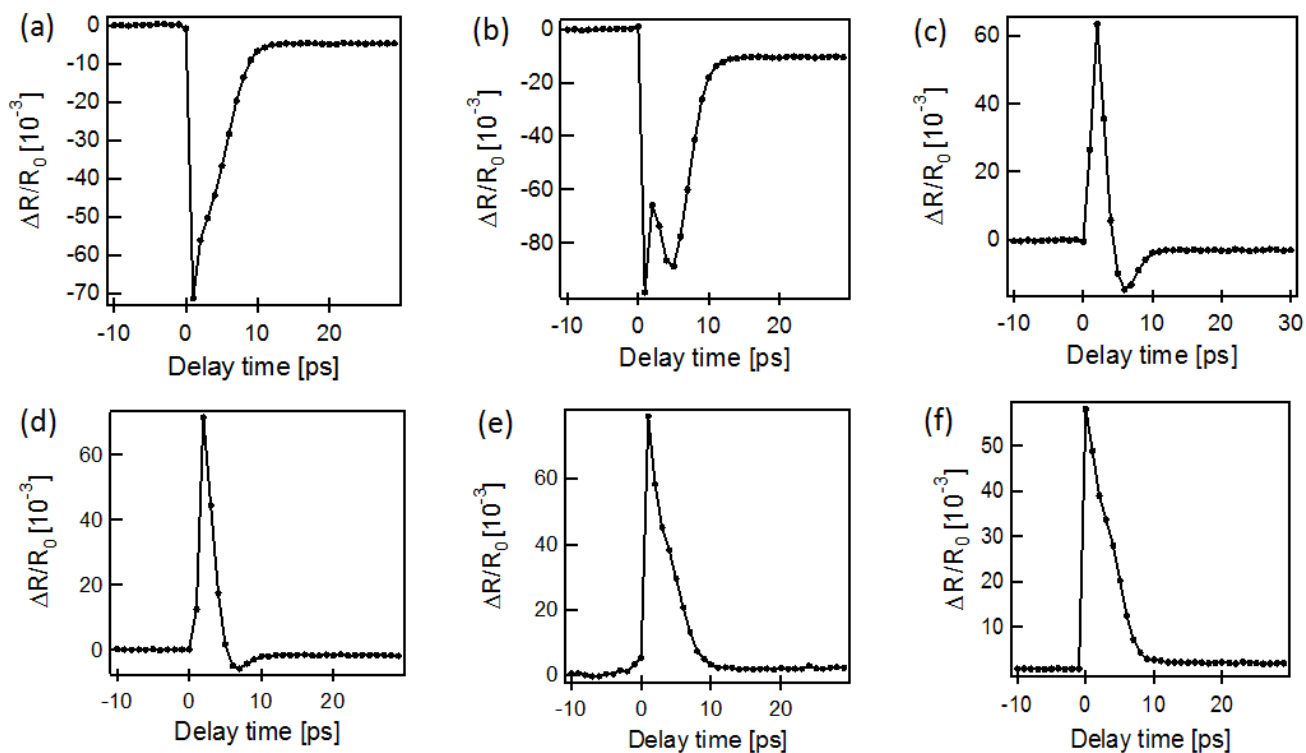 (a)
0
-10
-20
-30
-40
-50
-60
-70
ΔR/R0 [10-3]
-10 0 10 20
Delay time [ps]
(b)
0
-20
-40
-60
-80
ΔR/R0 [10-3]
-10 0 10 20
Delay time [ps]
(c)
60
40
20
0
ΔR/R0 [10-3]
-10 0 10 20 30
Delay time [ps]
(d)
60
40
20
0
ΔR/R0 [10-3]
-10 0 10 20
Delay time [ps]
(e)
60
40
20
0
ΔR/R0 [10-3]
-10 0 10 20
Delay time [ps]
(f)
50
40
30
20
10
ΔR/R0 [10-3]
-10 0 10 20
Delay time [ps]